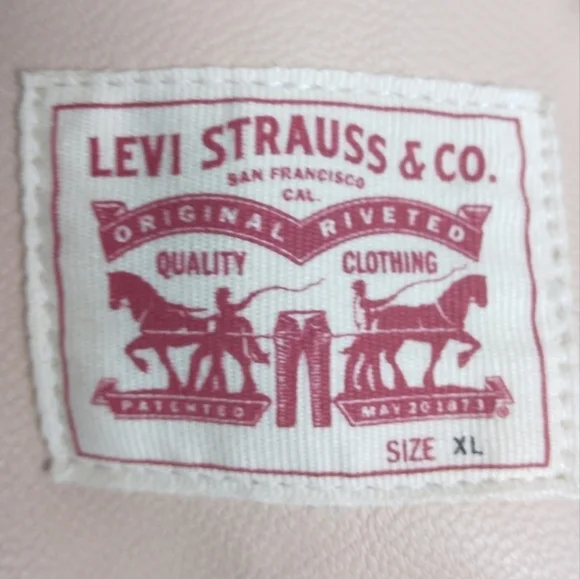 LEVI STRAUSS & CO.
SAN FRANCISCO
CAL.
ORIGINAL RIVETED
QUALITY CLOTHING
PATENTED MAY 20 1873 ®
SIZE XL